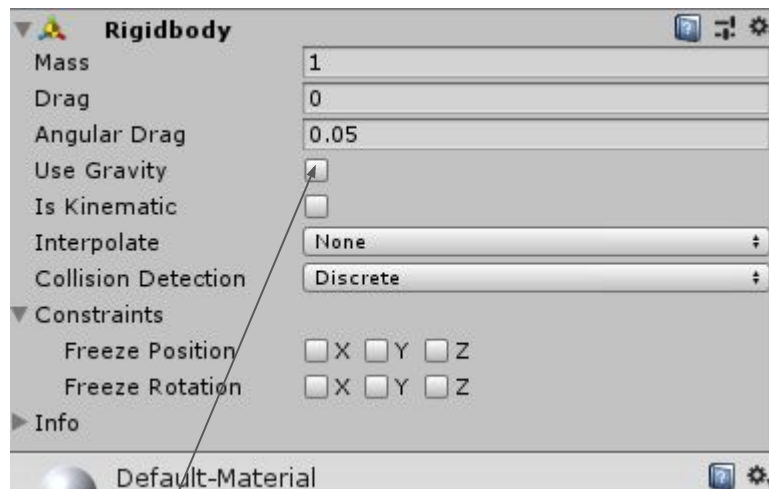 Rigidbody
Mass 1
Drag 0
Angular Drag 0.05
Use Gravity
Is Kinematic
Interpolate None
Collision Detection Discrete
Constraints
Freeze Position X Y Z
Freeze Rotation X Y Z
Info
Default-Material